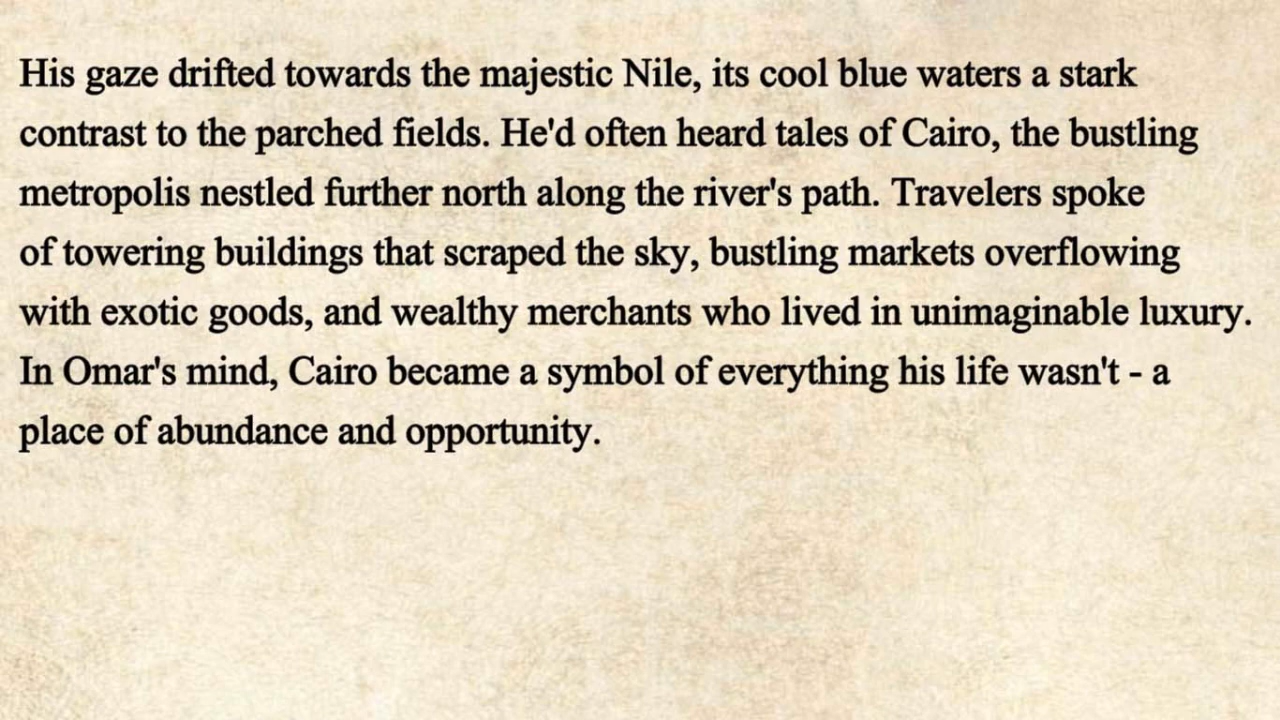 His gaze drifted towards the majestic Nile, its cool blue waters a stark
contrast to the parched fields. He'd often heard tales of Cairo, the bustling
metropolis nestled further north along the river's path. Travelers spoke
of towering buildings that scraped the sky, bustling markets overflowing
with exotic goods, and wealthy merchants who lived in unimaginable luxury.
In Omar's mind, Cairo became a symbol of everything his life wasn't - a
place of abundance and opportunity.